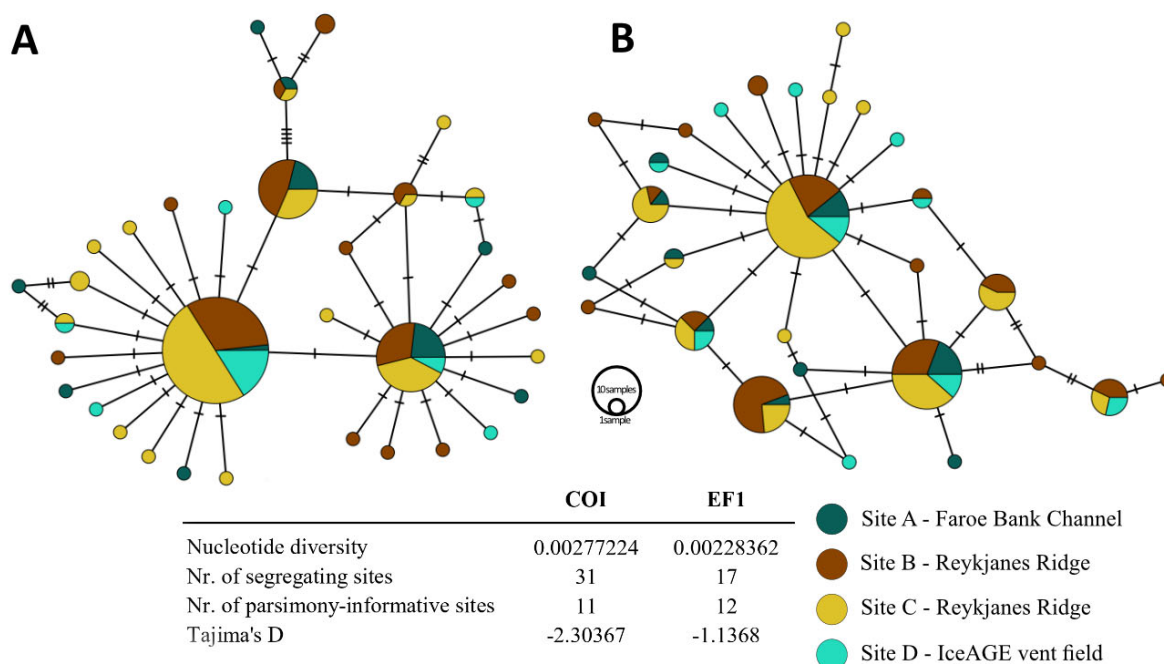 A
B
10samples
1sample
COI EF1
Nucleotide diversity 0.00277224 0.00228362
Nr. of segregating sites 31 17
Nr. of parsimony-informative sites 11 12
Tajima's D -2.30367 -1.1368
Site A - Faroe Bank Channel
Site B - Reykjanes Ridge
Site C - Reykjanes Ridge
Site D - IceAGE vent field